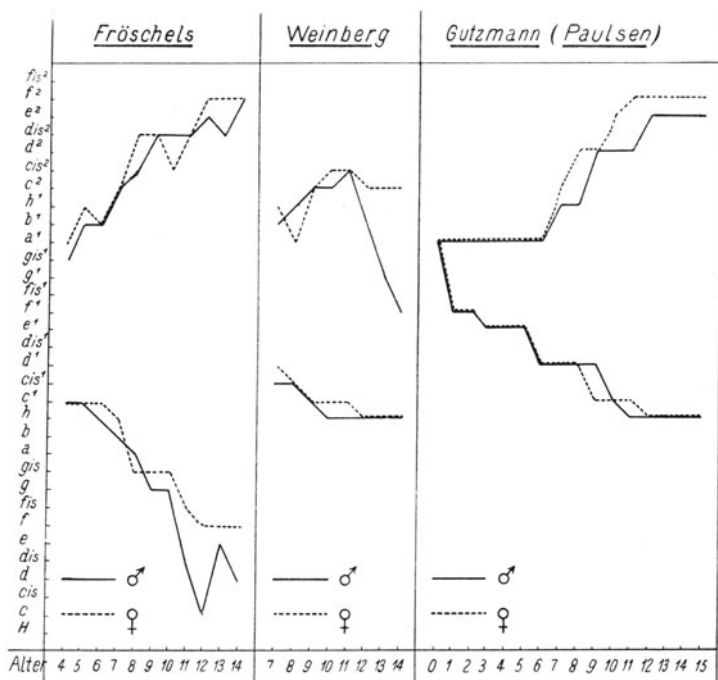 Fröschels Weinberg Gutzmann (Paulsen)
fis²
f²
e²
dis²
d²
cis²
c²
h¹
b¹
a¹
gis¹
g¹
fis¹
f¹
e¹
dis¹
d¹
cis¹
c¹
h
b
a
gis
g
fis
f
e
dis
d ♂ ♂ ♂
cis
c ♀ ♀ ♀
H
Alter 4 5 6 7 8 9 10 11 12 13 14 7 8 9 10 11 12 13 14 0 1 2 3 4 5 6 7 8 9 10 11 12 13 14 15